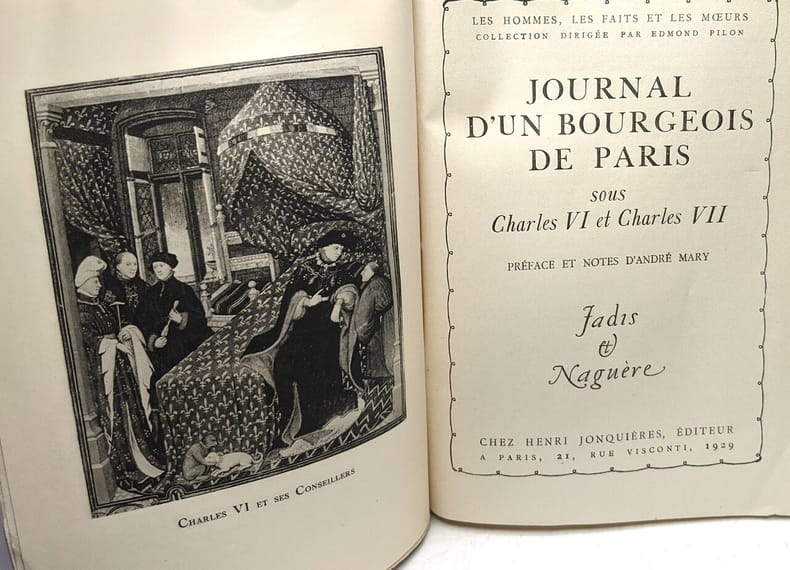 CHARLES VI ET SES CONSEILLERS
LES HOMMES, LES FAITS ET LES MŒURS
COLLECTION DIRIGÉE PAR EDMOND PILON
JOURNAL
D'UN BOURGEOIS
DE PARIS
sous
Charles VI et Charles VII
PRÉFACE ET NOTES D'ANDRÉ MARY
Jadis
et
Naguère
CHEZ HENRI JONQUIÈRES, ÉDITEUR
A PARIS, 21, RUE VISCONTI, 1929